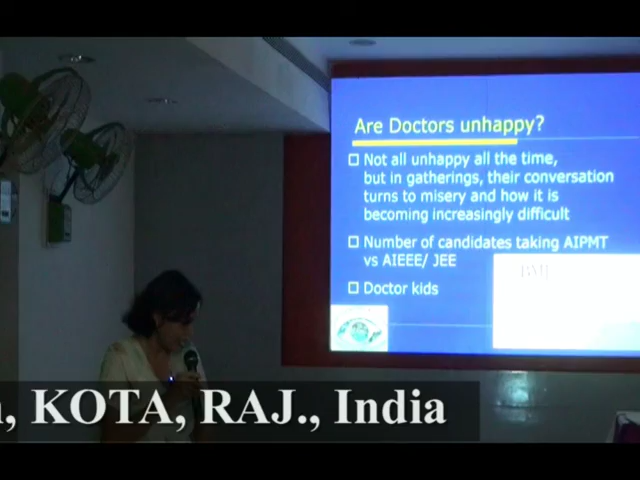 Are Doctors unhappy?
Not all unhappy all the time,
but in gatherings, their conversation
turns to misery and how it is
becoming increasingly difficult
Number of candidates taking AIPMT
vs AIEEE/ JEE
BMJ
Doctor kids
, KOTA, RAJ., India